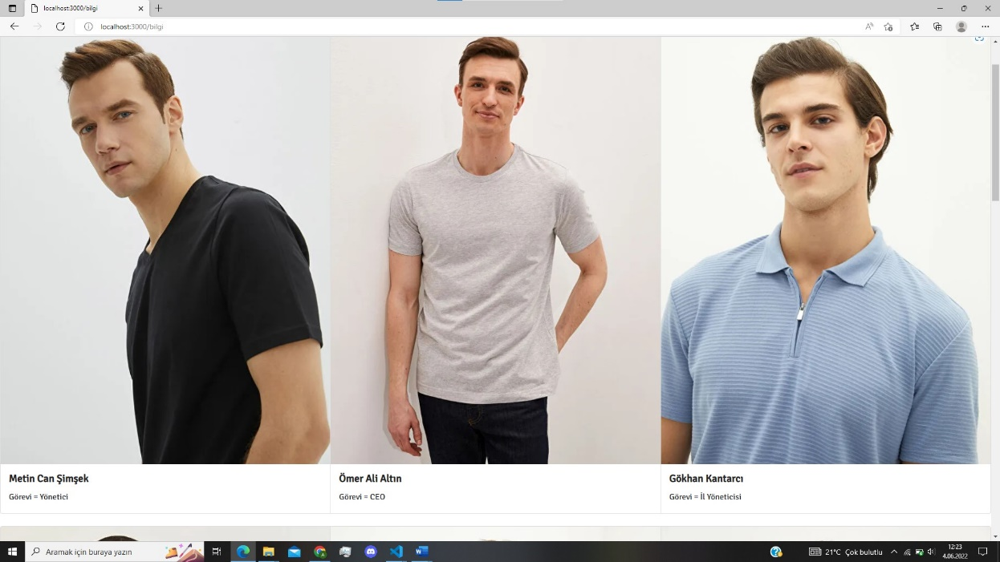 localhost:3000/bilgi
localhost:3000/bilgi
Metin Can Şimşek
Ömer Ali Altın
Gökhan Kantarcı
Görevi = Yönetici
Görevi = CEO
Görevi = İl Yöneticisi
Aramak için buraya yazın
21°C Çok bulutlu
12:23
4.06.2022